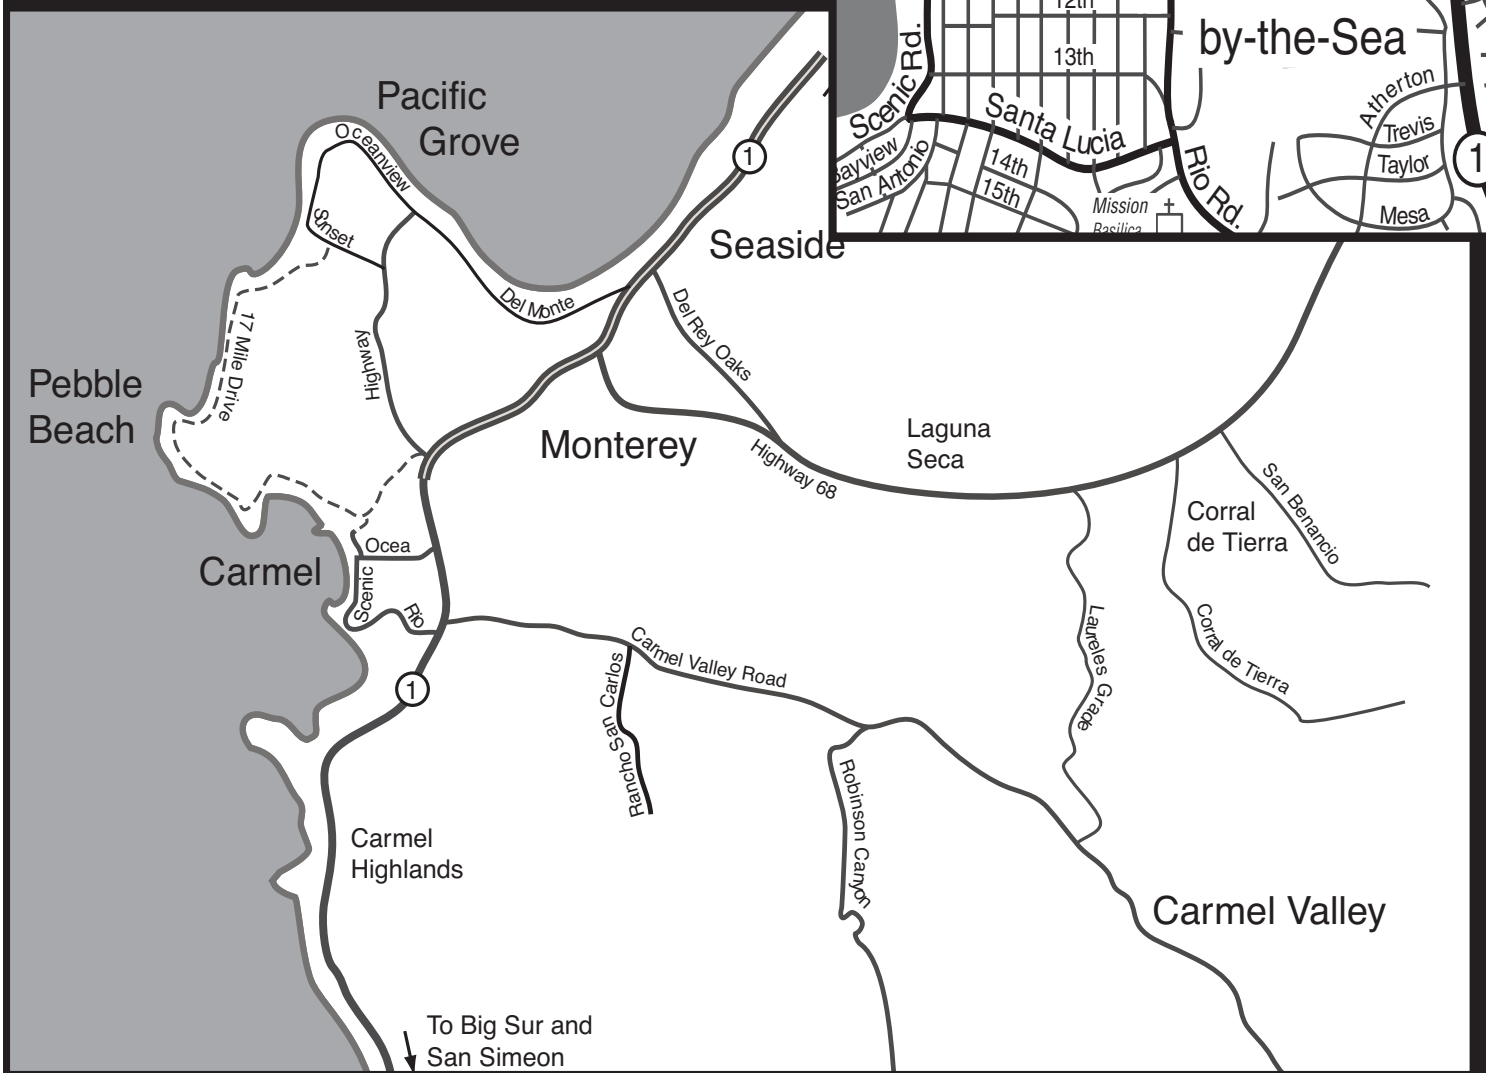 12th
by-the-Sea
13th
Scenic Rd.
Santa Lucia
Atherton
Trevis
Taylor
Mesa
1
Bayview
San Antonio
14th
15th
Rio Rd.
Mission
Basilica
Pacific
Grove
Oceanview
1
Sunset
Seaside
Del Monte
Del Rey Oaks
17 Mile Drive
Highway
Pebble
Beach
Monterey
Highway 68
Laguna
Seca
San Benancio
Corral
de Tierra
Ocea
Carmel
Scenic
Rio
Carmel Valley Road
Rancho San Carlos
Laureles Grade
Corral de Tierra
1
Robinson Canyon
Carmel
Highlands
Carmel Valley
To Big Sur and
San Simeon